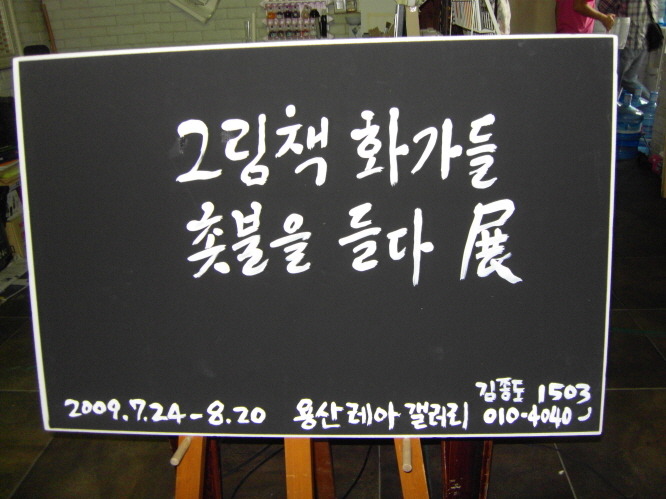 그림책 화가들
촛불을 들다 展
김종도 1503
2009.7.24-8.20 용산레아갤러리 010-4040